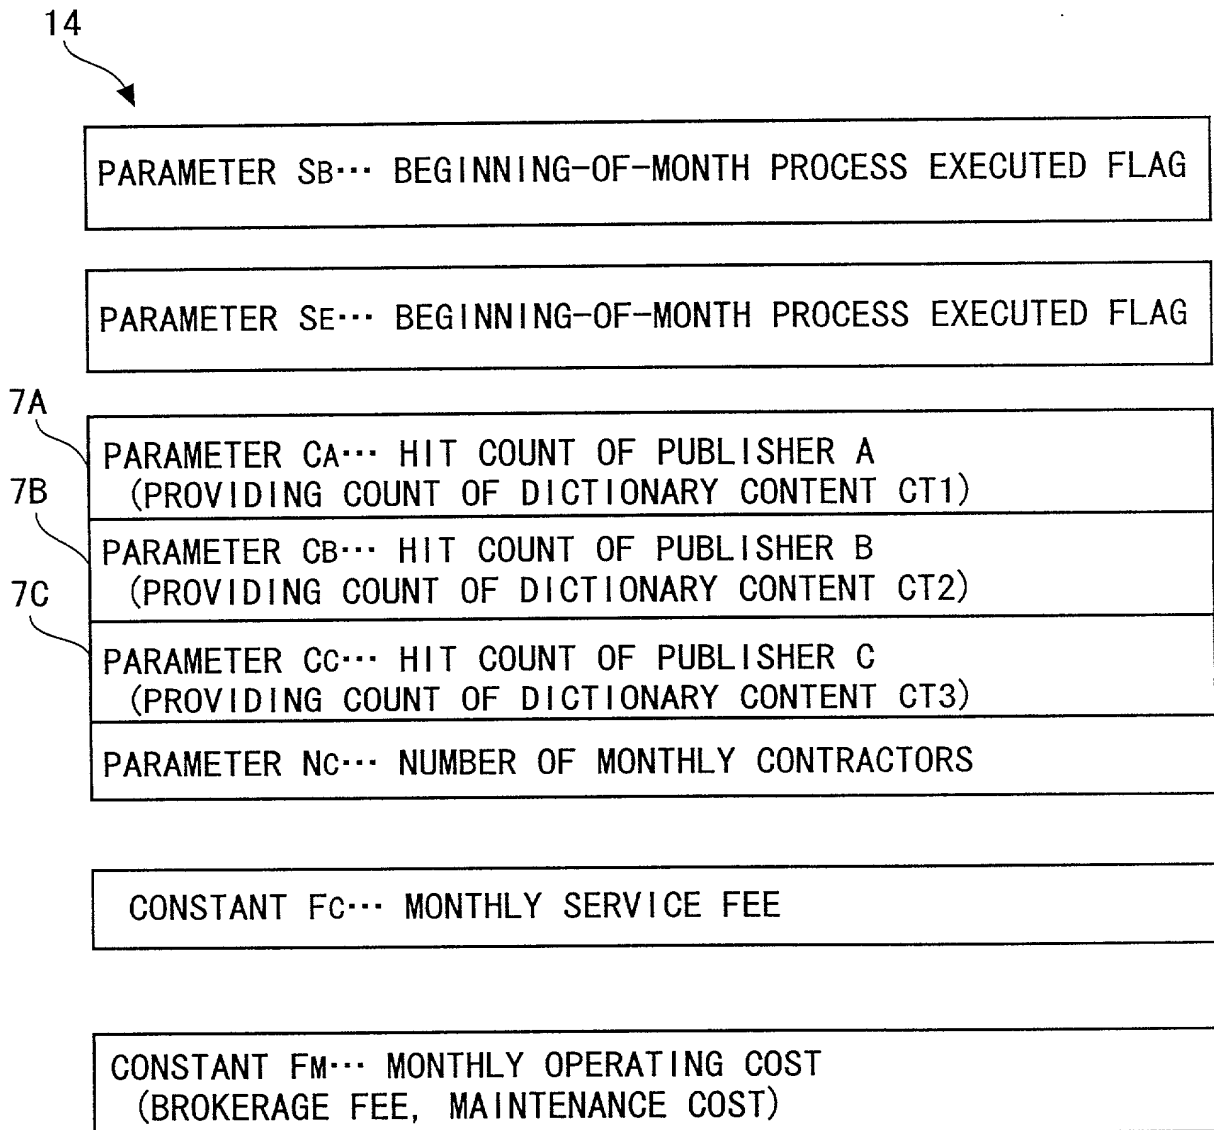 14
PARAMETER SB··· BEGINNING-OF-MONTH PROCESS EXECUTED FLAG
PARAMETER SE··· BEGINNING-OF-MONTH PROCESS EXECUTED FLAG
7A
PARAMETER CA··· HIT COUNT OF PUBLISHER A
(PROVIDING COUNT OF DICTIONARY CONTENT CT1)
7B
PARAMETER CB··· HIT COUNT OF PUBLISHER B
(PROVIDING COUNT OF DICTIONARY CONTENT CT2)
7C
PARAMETER CC··· HIT COUNT OF PUBLISHER C
(PROVIDING COUNT OF DICTIONARY CONTENT CT3)
PARAMETER NC··· NUMBER OF MONTHLY CONTRACTORS
CONSTANT FC··· MONTHLY SERVICE FEE
CONSTANT FM··· MONTHLY OPERATING COST
(BROKERAGE FEE, MAINTENANCE COST)